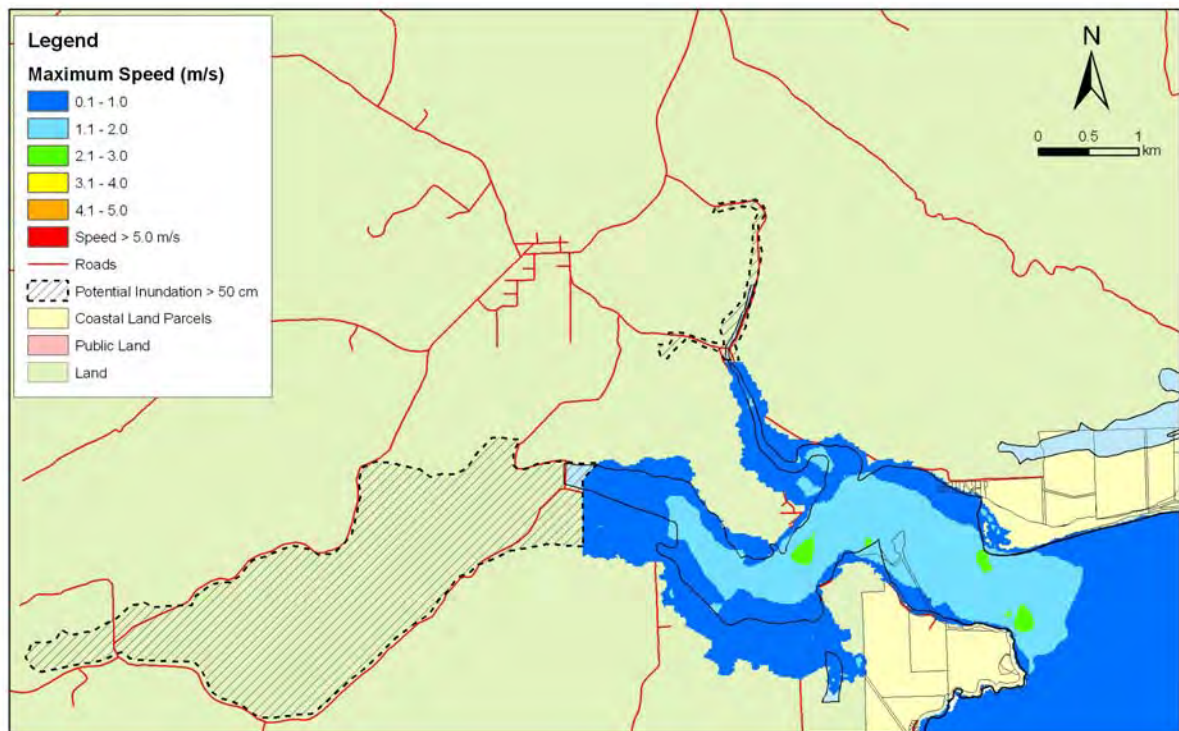 Legend
Maximum Speed (m/s)
0.1 - 1.0
1.1 - 2.0
2.1 - 3.0
3.1 - 4.0
4.1 - 5.0
Speed > 5.0 m/s
Roads
Potential Inundation > 50 cm
Coastal Land Parcels
Public Land
Land
N
0 0.5 1
km